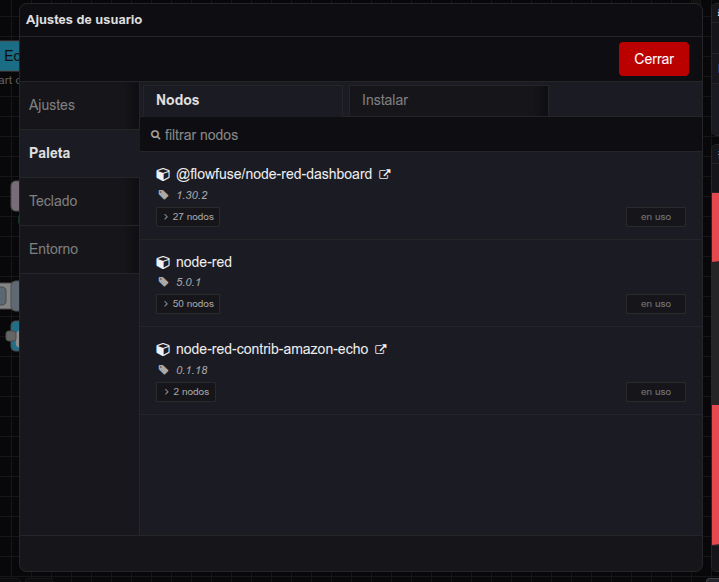 Ajustes de usuario
Cerrar
Ec
art c
Ajustes
Paleta
Teclado
Entorno
Nodos
Instalar
filtrar nodos
@flowfuse/node-red-dashboard
1.30.2
27 nodos
en uso
node-red
5.0.1
50 nodos
en uso
node-red-contrib-amazon-echo
0.1.18
2 nodos
en uso